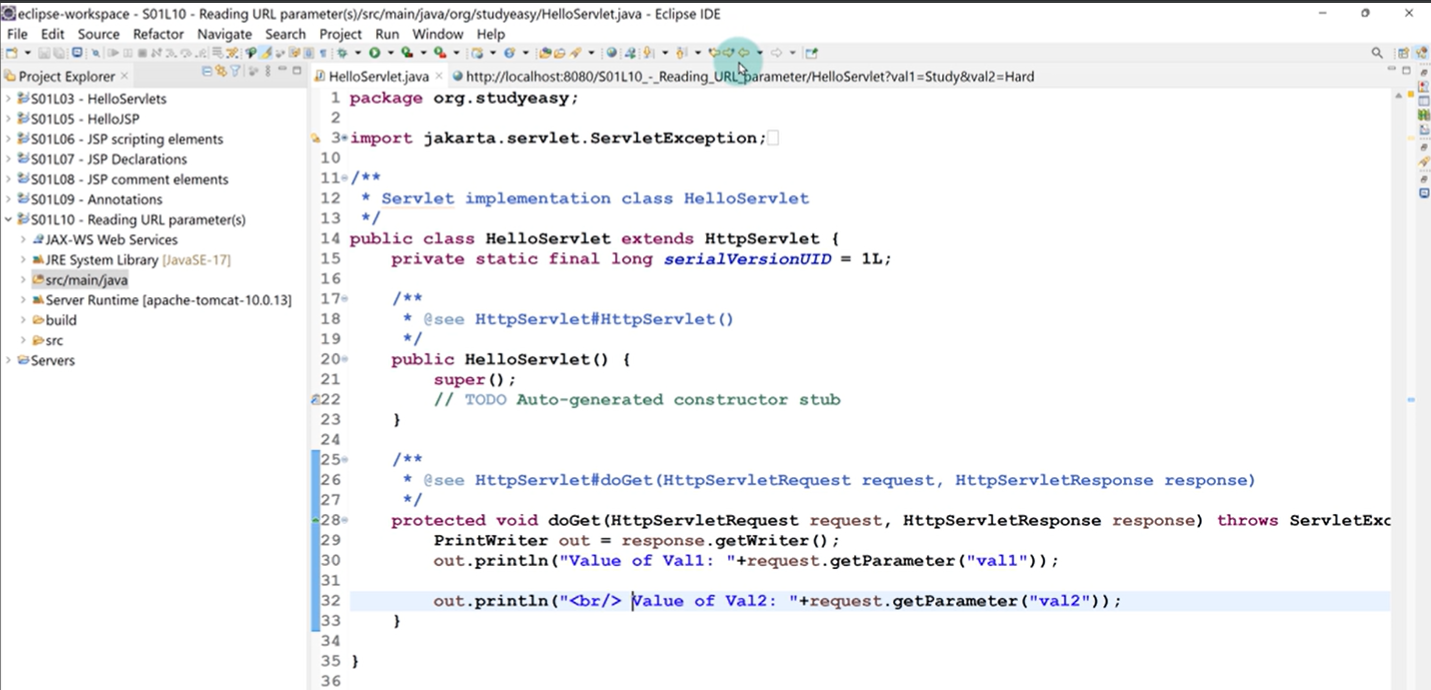 eclipse-workspace - S01L10 - Reading URL parameter(s)/src/main/java/org/studyeasy/HelloServlet.java - Eclipse IDE
File Edit Source Refactor Navigate Search Project Run Window Help
Project Explorer
HelloServlet.java http://localhost:8080/S01L10_-_Reading_URL_parameter/HelloServlet?val1=Study&val2=Hard
S01L03 - HelloServlets
S01L05 - HelloJSP
S01L06 - JSP scripting elements
S01L07 - JSP Declarations
S01L08 - JSP comment elements
S01L09 - Annotations
S01L10 - Reading URL parameter(s)
JAX-WS Web Services
JRE System Library [JavaSE-17]
src/main/java
Server Runtime [apache-tomcat-10.0.13]
build
src
Servers
1 package org.studyeasy;
2
3 import jakarta.servlet.ServletException;
10
11 /**
12 * Servlet implementation class HelloServlet
13 */
14 public class HelloServlet extends HttpServlet {
15 private static final long serialVersionUID = 1L;
16
17 /**
18 * @see HttpServlet#HttpServlet()
19 */
20 public HelloServlet() {
21 super();
22 // TODO Auto-generated constructor stub
23 }
24
25 /**
26 * @see HttpServlet#doGet(HttpServletRequest request, HttpServletResponse response)
27 */
28 protected void doGet(HttpServletRequest request, HttpServletResponse response) throws ServletExc
29 PrintWriter out = response.getWriter();
30 out.println("Value of Val1: "+request.getParameter("val1"));
31
32 out.println("<br/> Value of Val2: "+request.getParameter("val2"));
33 }
34
35 }
36